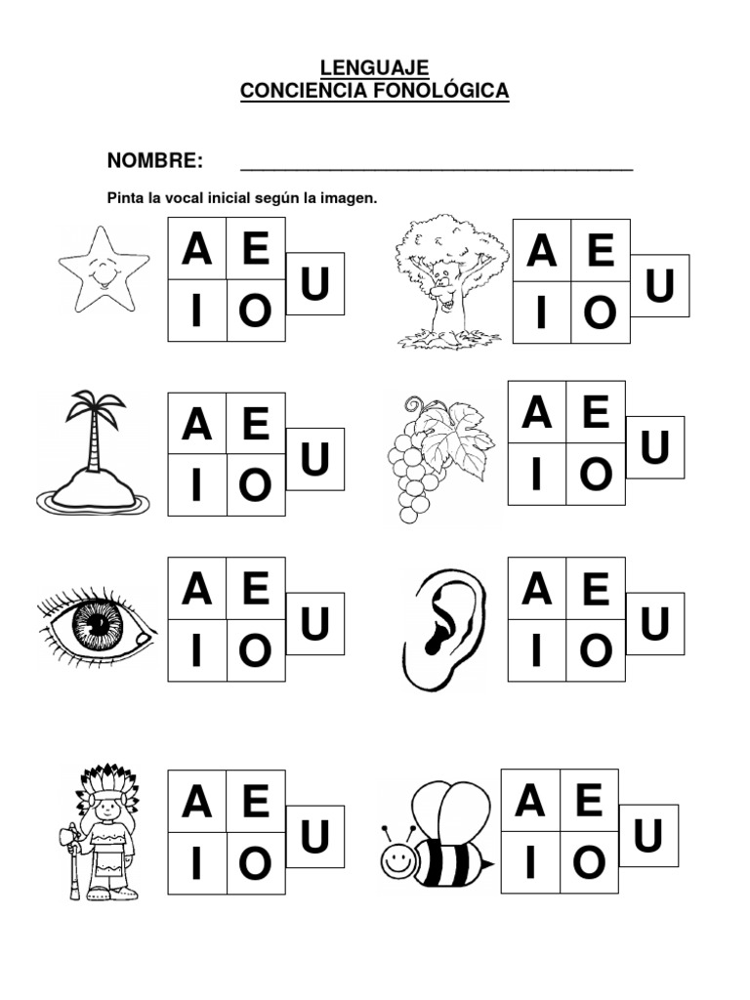 LENGUAJE
CONCIENCIA FONOLÓGICA
NOMBRE: ___________________________________
Pinta la vocal inicial según la imagen.
A E
U
I O
A E
U
I O
A E
U
I O
A E
U
I O
A E
U
I O
A E
U
I O
A E
U
I O
A E
U
I O